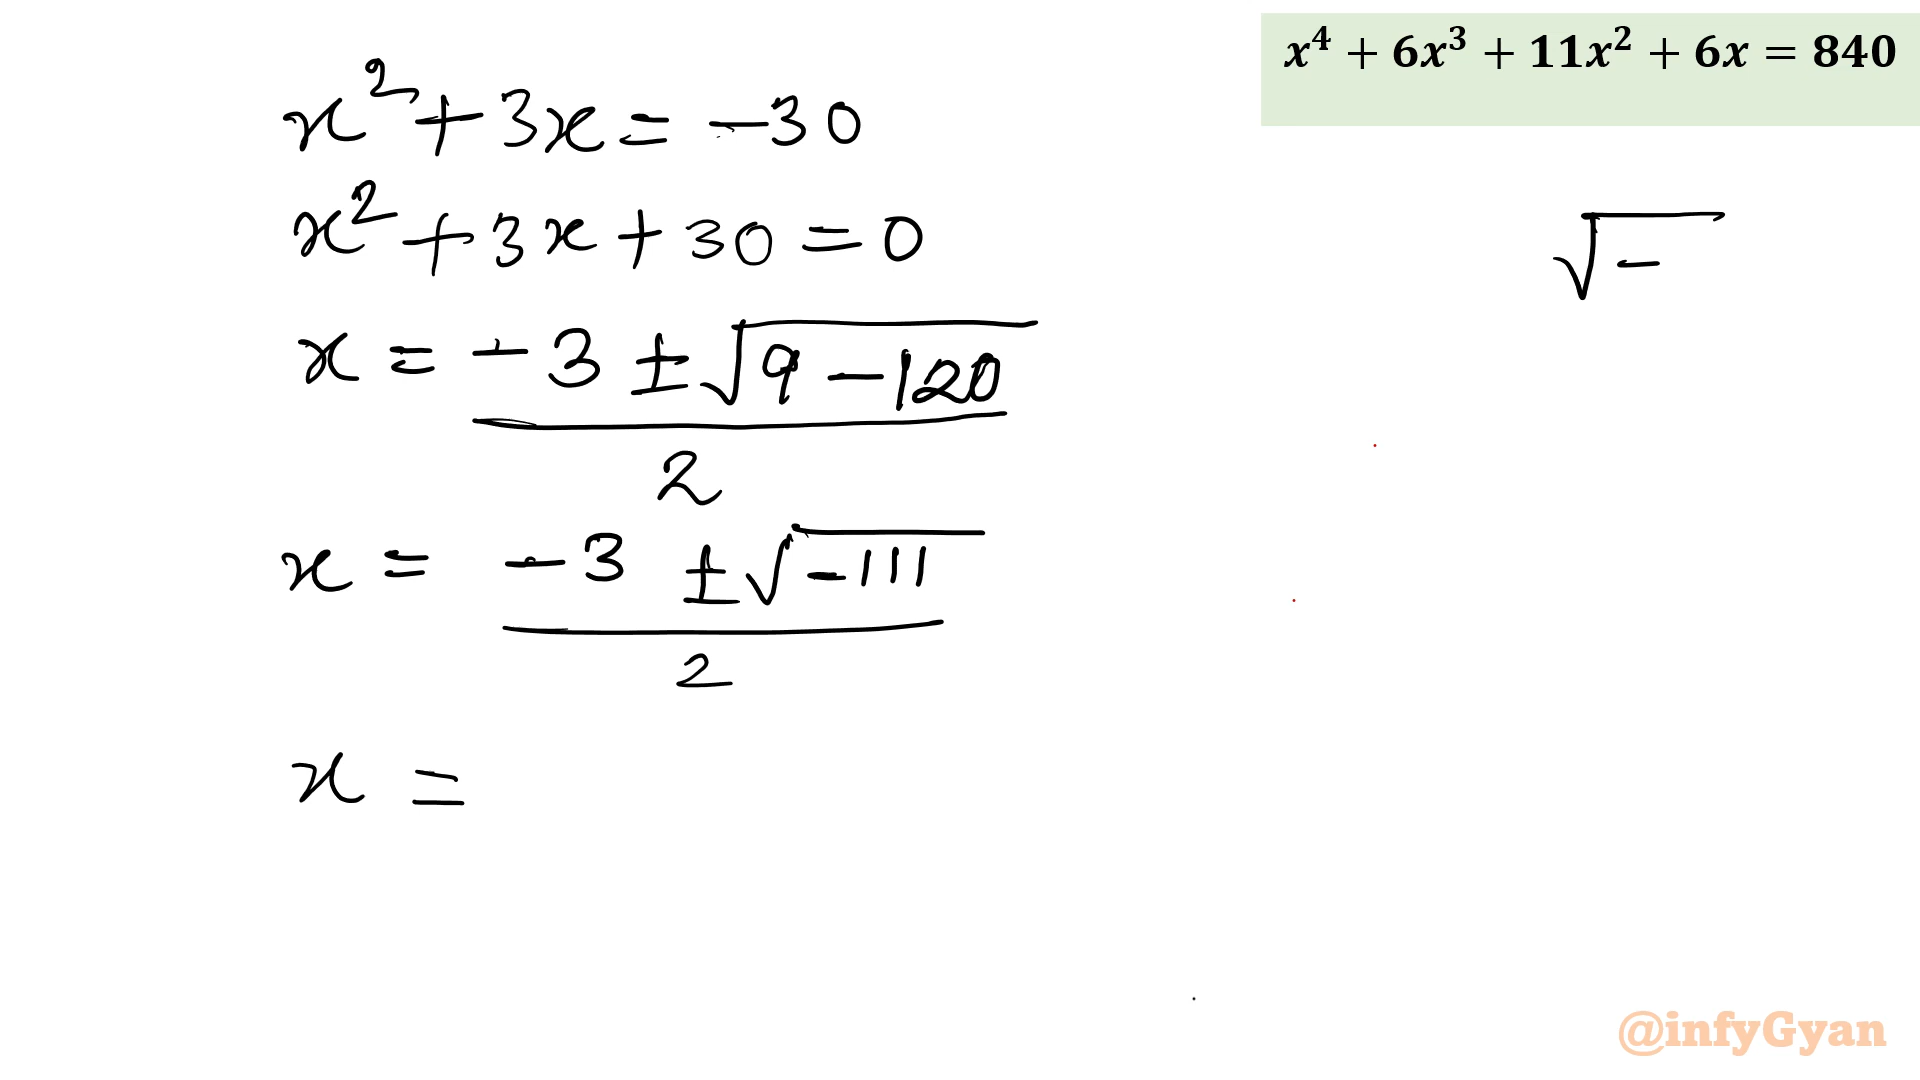 x⁴ + 6x³ + 11x² + 6x = 840
x² + 3x = -30
x² + 3x + 30 = 0
√-
x = (-3 ± √(9 - 120)) / 2
x = (-3 ± √(-111)) / 2
x =
@infyGyan